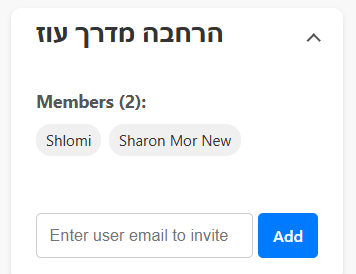 הרחבה מדרך עוז
Members (2):
Shlomi Sharon Mor New
Enter user email to invite Add